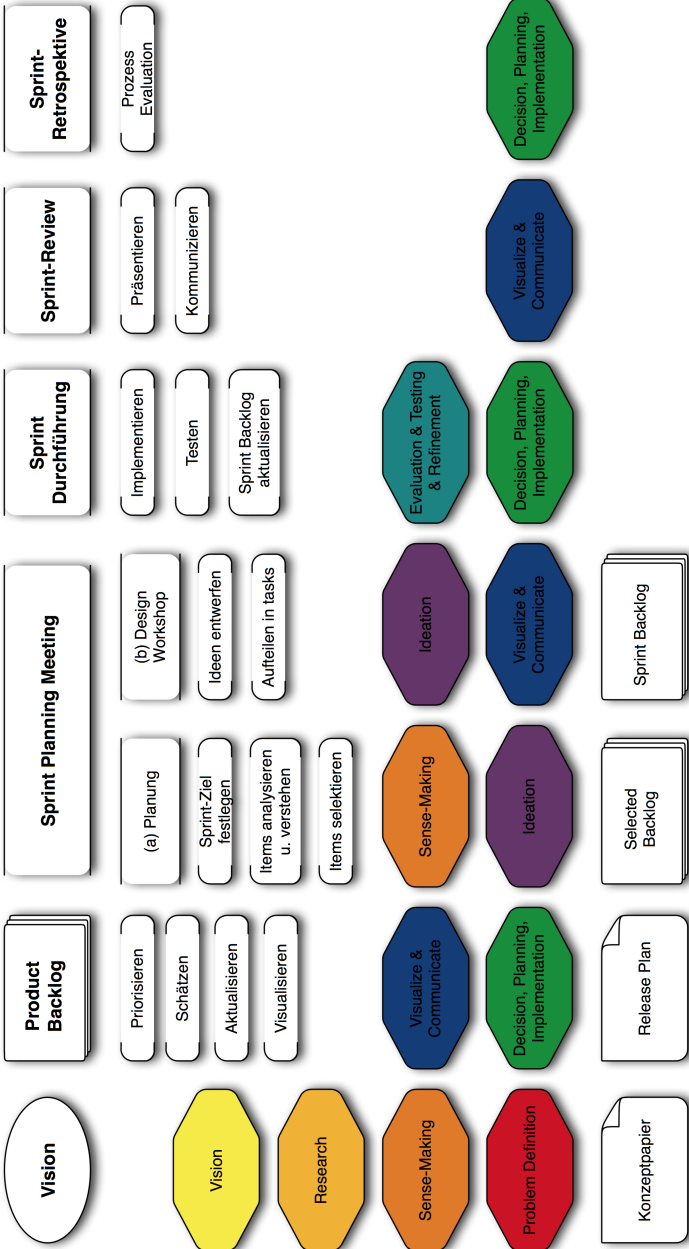 Vision
Product
Backlog
Sprint Planning Meeting
Sprint
Durchführung
Sprint-Review
Sprint-
Retrospektive
Priorisieren
Schätzen
Aktualisieren
Visualisieren
(a) Planung
Sprint-Ziel
festlegen
Items analysieren
u. verstehen
Items selektieren
(b) Design
Workshop
Ideen entwerfen
Aufteilen in tasks
Implementieren
Testen
Sprint Backlog
aktualisieren
Präsentieren
Kommunizieren
Prozess
Evaluation
Vision
Research
Sense-Making
Visualize &
Communicate
Sense-Making
Ideation
Evaluation & Testing
& Refinement
Problem Definition
Decision, Planning,
Implementation
Ideation
Visualize &
Communicate
Decision, Planning,
Implementation
Visualize &
Communicate
Decision, Planning,
Implementation
Konzeptpapier
Release Plan
Selected
Backlog
Sprint Backlog